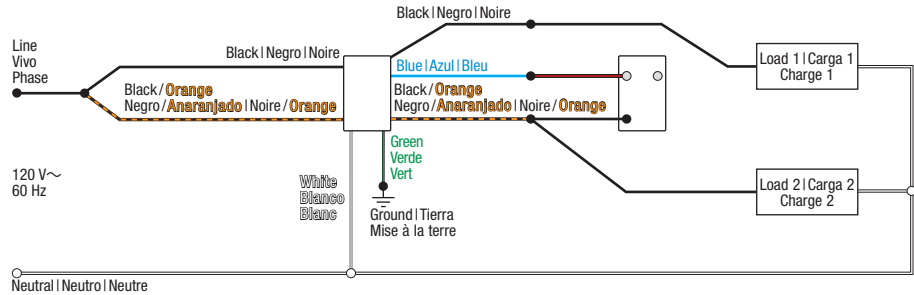 Black|Negro|Noire
Line
Vivo
Phase
Black|Negro|Noire
Blue|Azul|Bleu
Load 1|Carga 1
Charge 1
Black/Orange
Negro/Anaranjado|Noire/Orange
Black/Orange
Negro/Anaranjado|Noire/Orange
Green
Verde
Vert
120 V~
60 Hz
White
Blanco
Blanc
Ground|Tierra
Mise à la terre
Load 2|Carga 2
Charge 2
Neutral|Neutro|Neutre